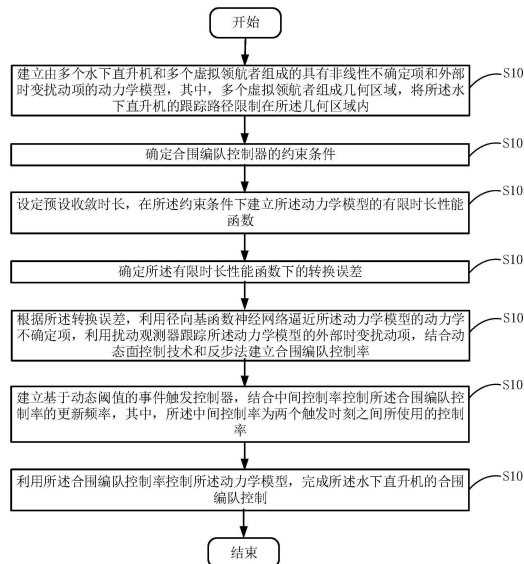 开始
建立由多个水下直升机和多个虚拟领航者组成的具有非线性不确定项和外部
时变扰动项的动力学模型，其中，多个虚拟领航者组成几何区域，将所述水
下直升机的跟踪路径限制在所述几何区域内
S10
确定合围编队控制器的约束条件
S10
设定预设收敛时长，在所述约束条件下建立所述动力学模型的有限时长性能
函数
S10
确定所述有限时长性能函数下的转换误差
S10
根据所述转换误差，利用径向基函数神经网络逼近所述动力学模型的动力学
不确定项，利用扰动观测器跟踪所述动力学模型的外部时变扰动项，结合动
态面控制技术和反步法建立合围编队控制率
S10
建立基于动态阈值的事件触发控制器，结合中间控制率控制所述合围编队控
制率的更新频率，其中，所述中间控制率为两个触发时刻之间所使用的控制
率
S10
利用所述合围编队控制率控制所述动力学模型，完成所述水下直升机的合围
编队控制
S10
结束